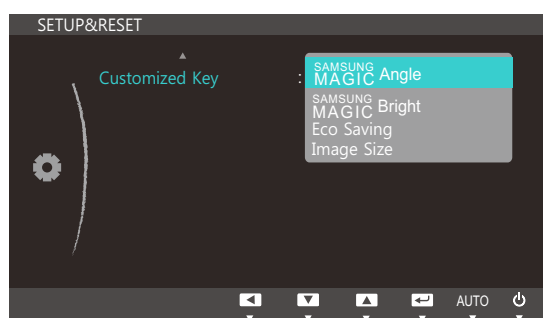 SETUP&RESET
Customized Key : SAMSUNG MAGIC Angle
SAMSUNG MAGIC Bright
Eco Saving
Image Size
AUTO